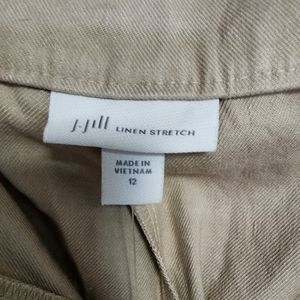 J.Jill LINEN STRETCH
MADE IN
VIETNAM
12